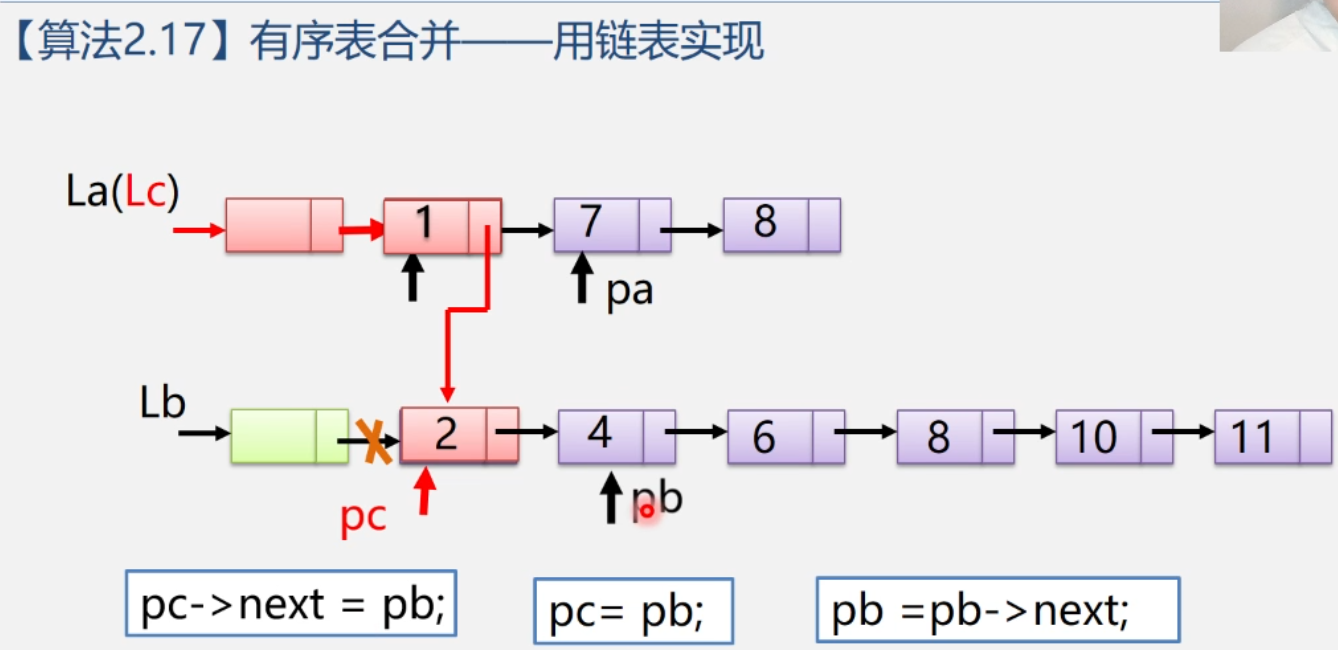 【算法2.17】有序表合并——用链表实现
La(Lc)
1 7 8
pa
Lb
2 4 6 8 10 11
pc pb
pc->next = pb; pc= pb; pb =pb->next;